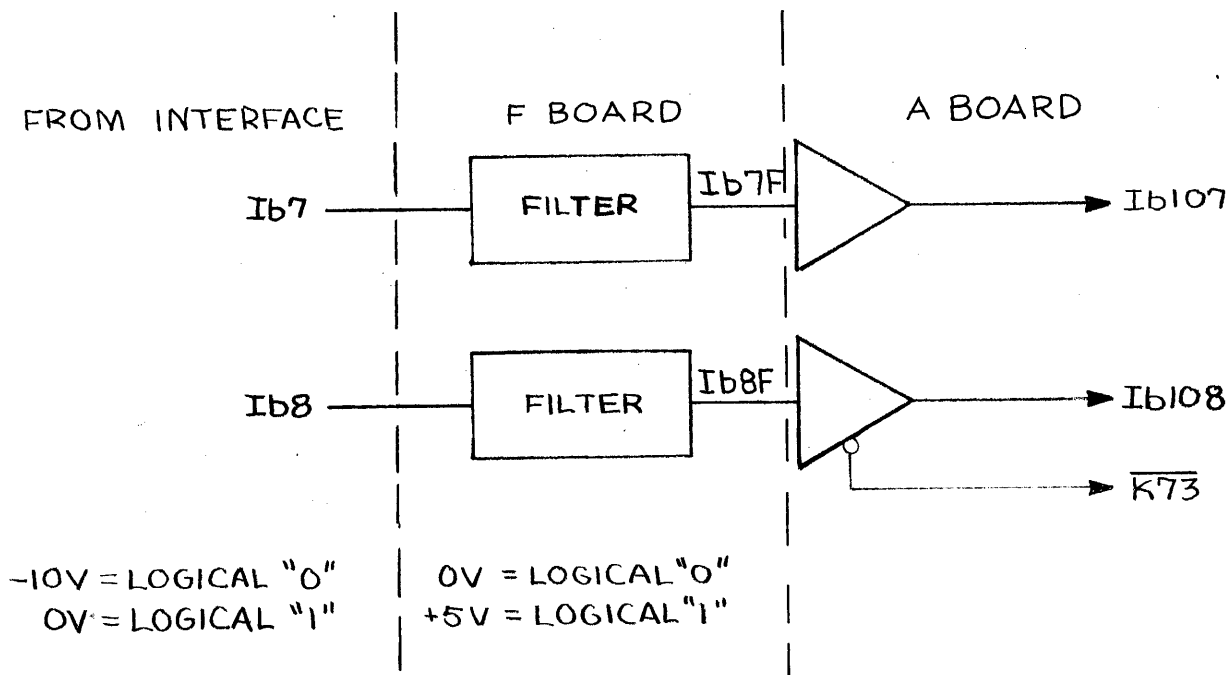 FROM INTERFACE
F BOARD
A BOARD
Ib7
FILTER
Ib7F
Ib107
Ib8
FILTER
Ib8F
Ib108
K73
-10V = LOGICAL "0"
0V = LOGICAL "1"
0V = LOGICAL "0"
+5V = LOGICAL "1"